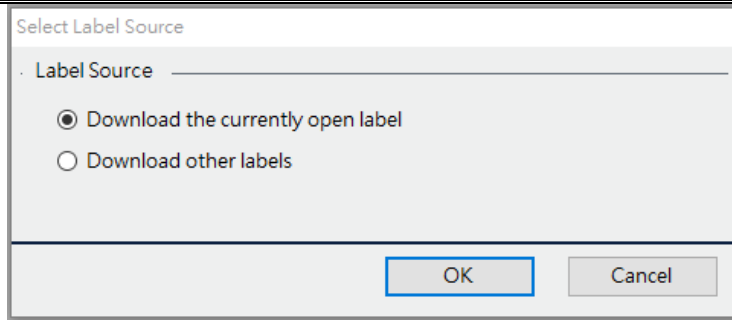 Select Label Source
Label Source
Download the currently open label
Download other labels
OK
Cancel